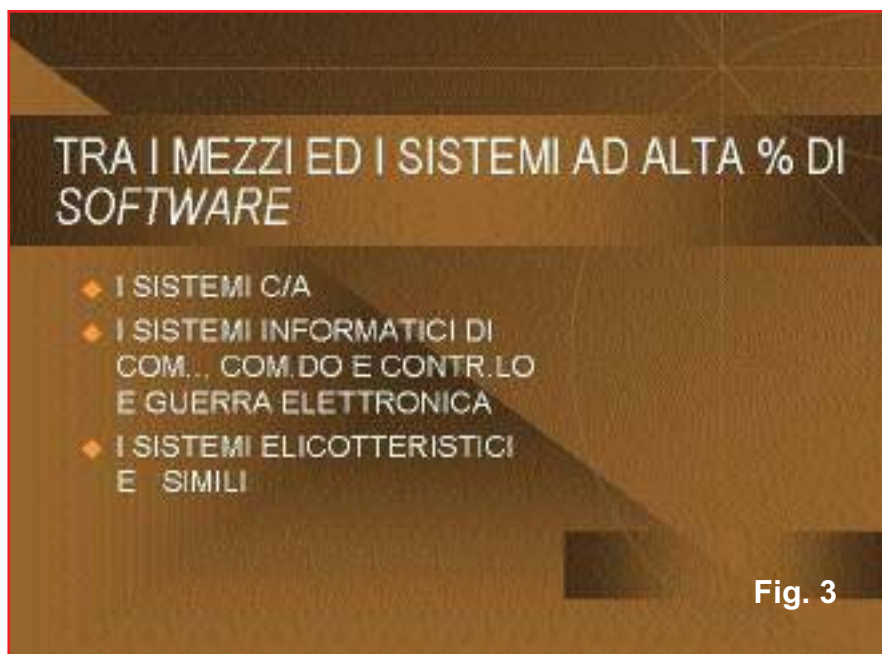 TRA I MEZZI ED I SISTEMI AD ALTA % DI
SOFTWARE
I SISTEMI C/A
I SISTEMI INFORMATICI DI
COM... COM.DO E CONTR.LO
E GUERRA ELETTRONICA
I SISTEMI ELICOTTERISTICI
E SIMILI
Fig. 3